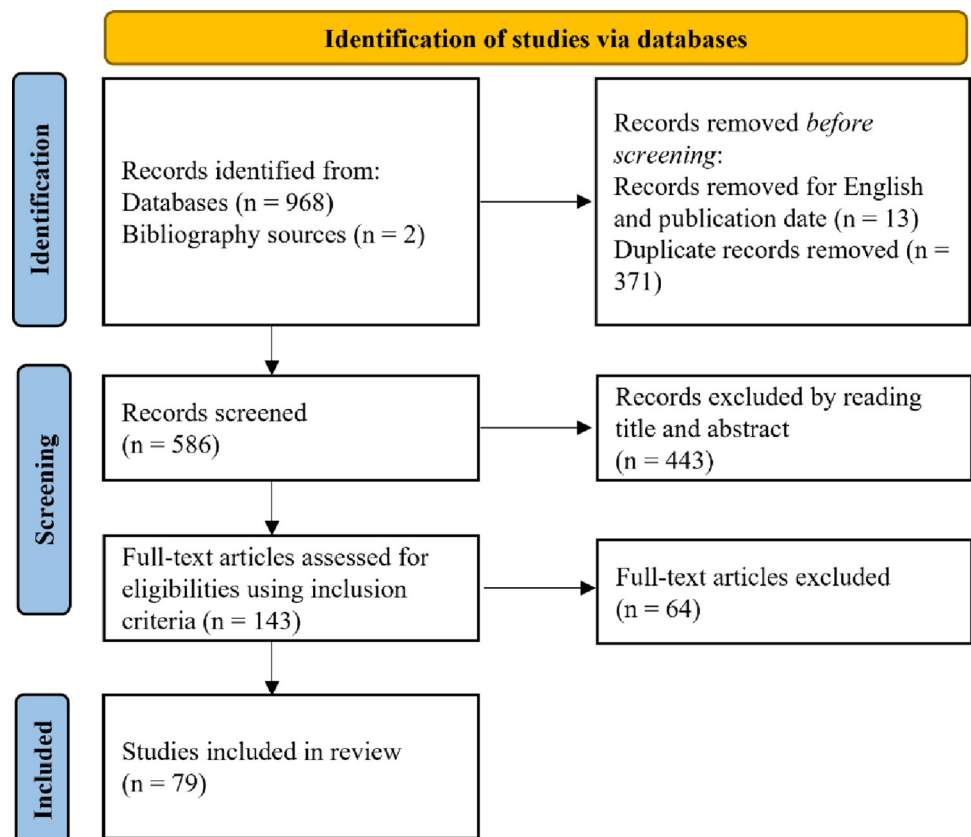 Identification of studies via databases
Identification
Records identified from:
Databases (n = 968)
Bibliography sources (n = 2)
Records removed before
screening:
Records removed for English
and publication date (n = 13)
Duplicate records removed (n =
371)
Screening
Records screened
(n = 586)
Records excluded by reading
title and abstract
(n = 443)
Full-text articles assessed for
eligibilities using inclusion
criteria (n = 143)
Full-text articles excluded
(n = 64)
Included
Studies included in review
(n = 79)